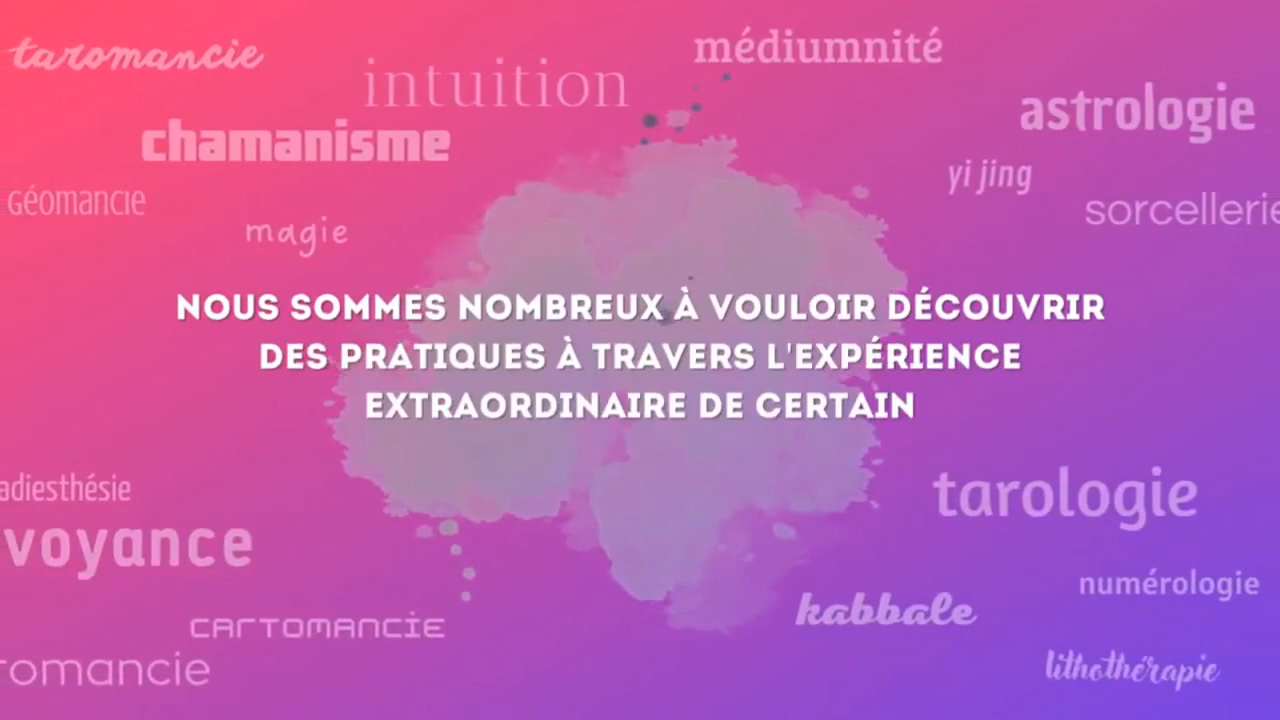 taromancie
intuition
médiumnité
chamanisme
astrologie
yi jing
Géomancie
sorcellerie
magie
NOUS SOMMES NOMBREUX À VOULOIR DÉCOUVRIR
DES PRATIQUES À TRAVERS L'EXPÉRIENCE
EXTRAORDINAIRE DE CERTAIN
adiesthésie
tarologie
voyance
numérologie
kabbale
CARTOMANCIE
romancie
lithothérapie